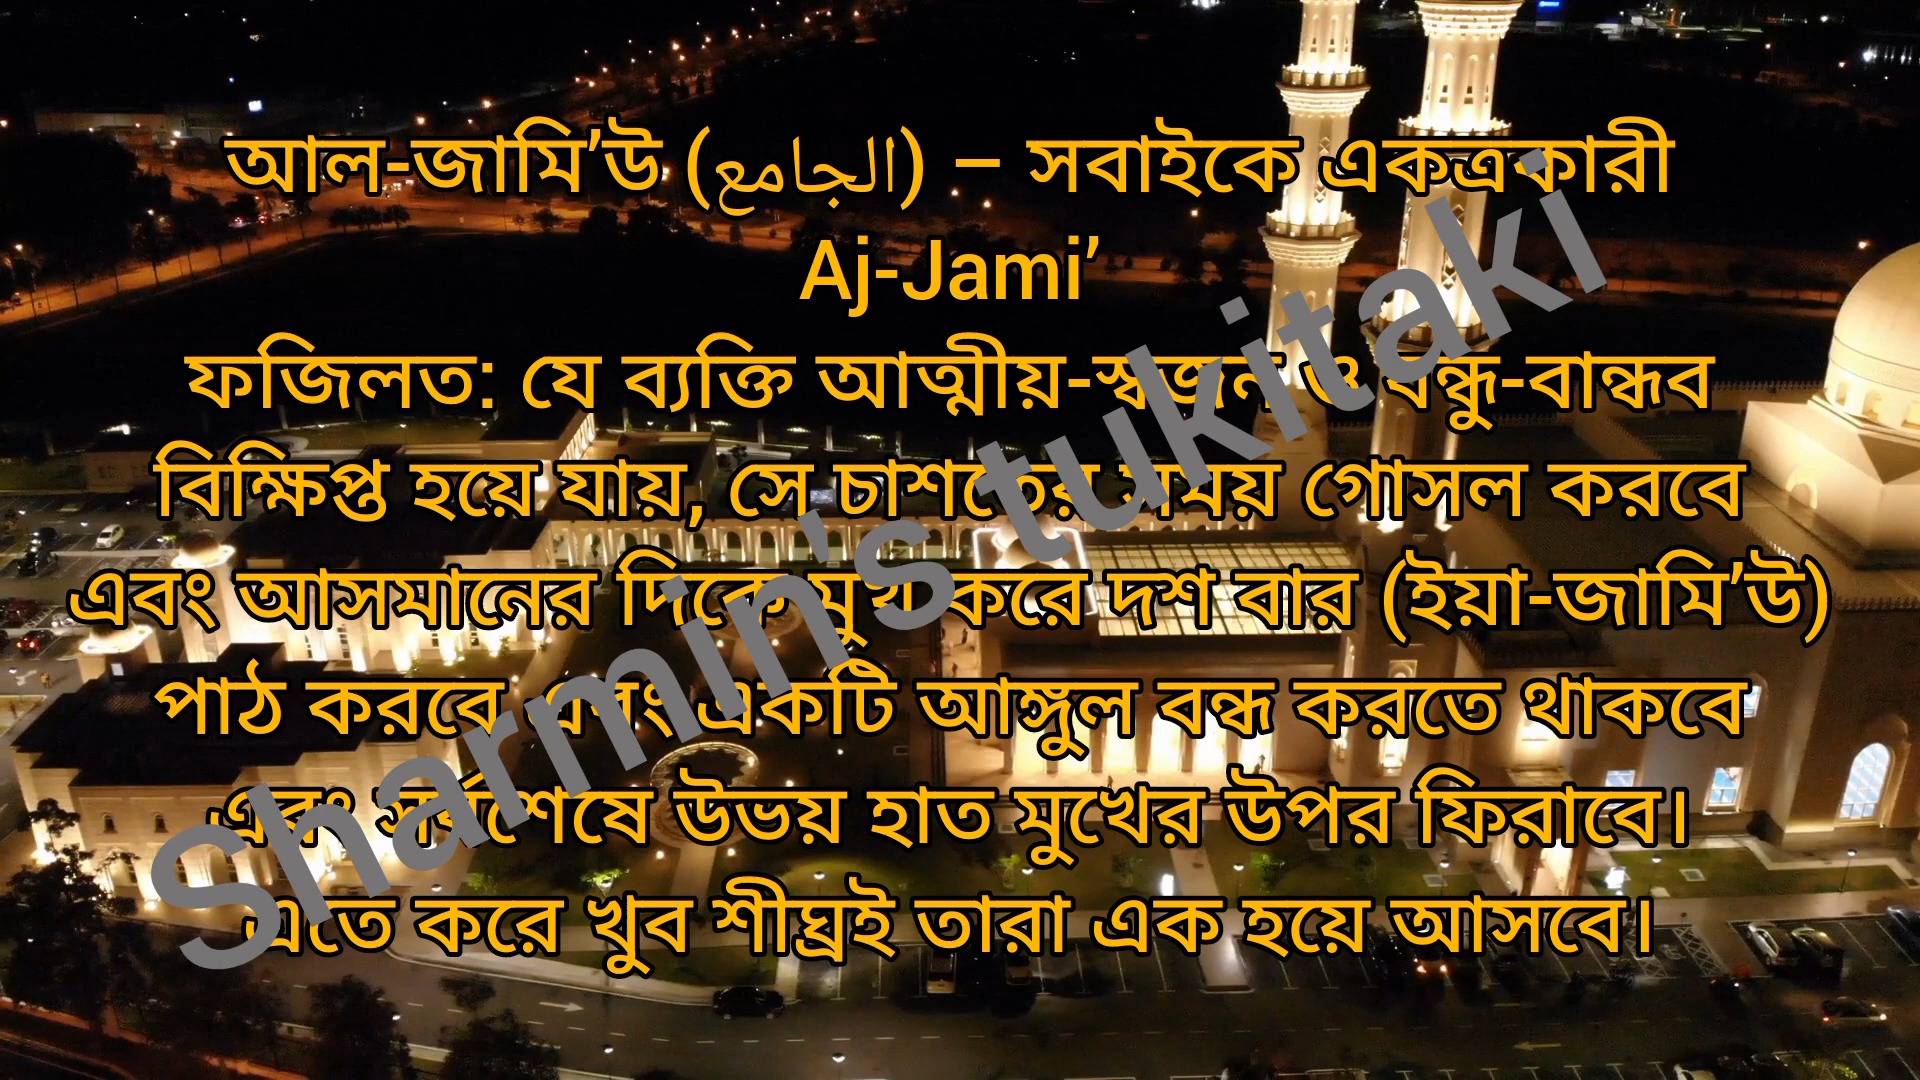 আল-জামি’উ (الجامع) – সবাইকে একত্রকারী
Aj-Jami’
ফজিলত: যে ব্যক্তি আত্মীয়-স্বজন ও বন্ধু-বান্ধব
বিক্ষিপ্ত হয়ে যায়, সে চাশতের সময় গোসল করবে
এবং আসমানের দিকে মুখ করে দশ বার (ইয়া-জামি’উ)
পাঠ করবে এবং একটি আঙ্গুল বন্ধ করতে থাকবে
এবং সর্বশেষে উভয় হাত মুখের উপর ফিরাবে।
এতে করে খুব শীঘ্রই তারা এক হয়ে আসবে।
Sharmin's tukitaki